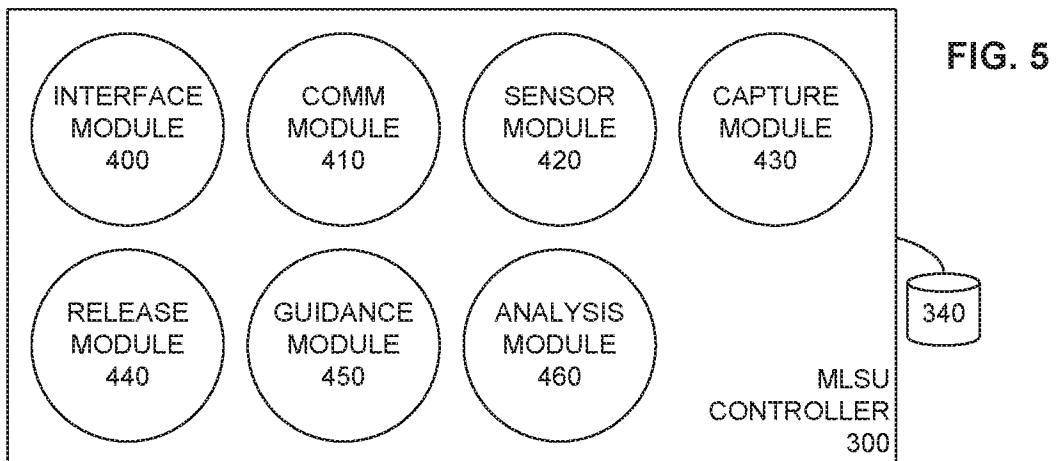 FIG. 5
INTERFACE
MODULE
400
COMM
MODULE
410
SENSOR
MODULE
420
CAPTURE
MODULE
430
RELEASE
MODULE
440
GUIDANCE
MODULE
450
ANALYSIS
MODULE
460
MLSU
CONTROLLER
300
340